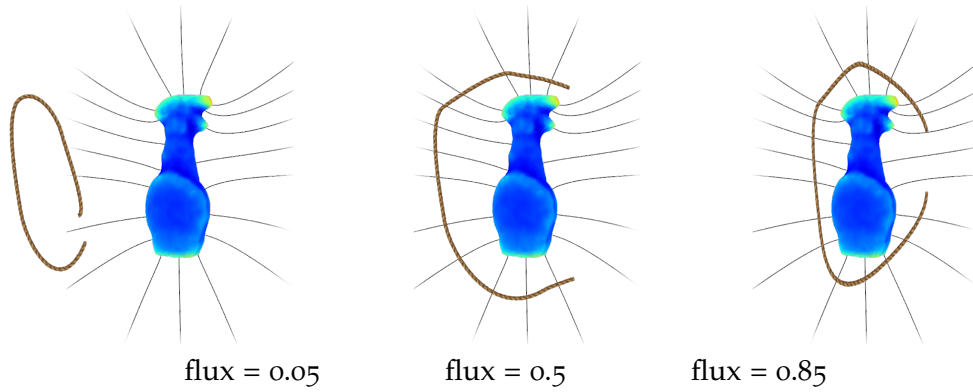 flux = 0.05 flux = 0.5 flux = 0.85